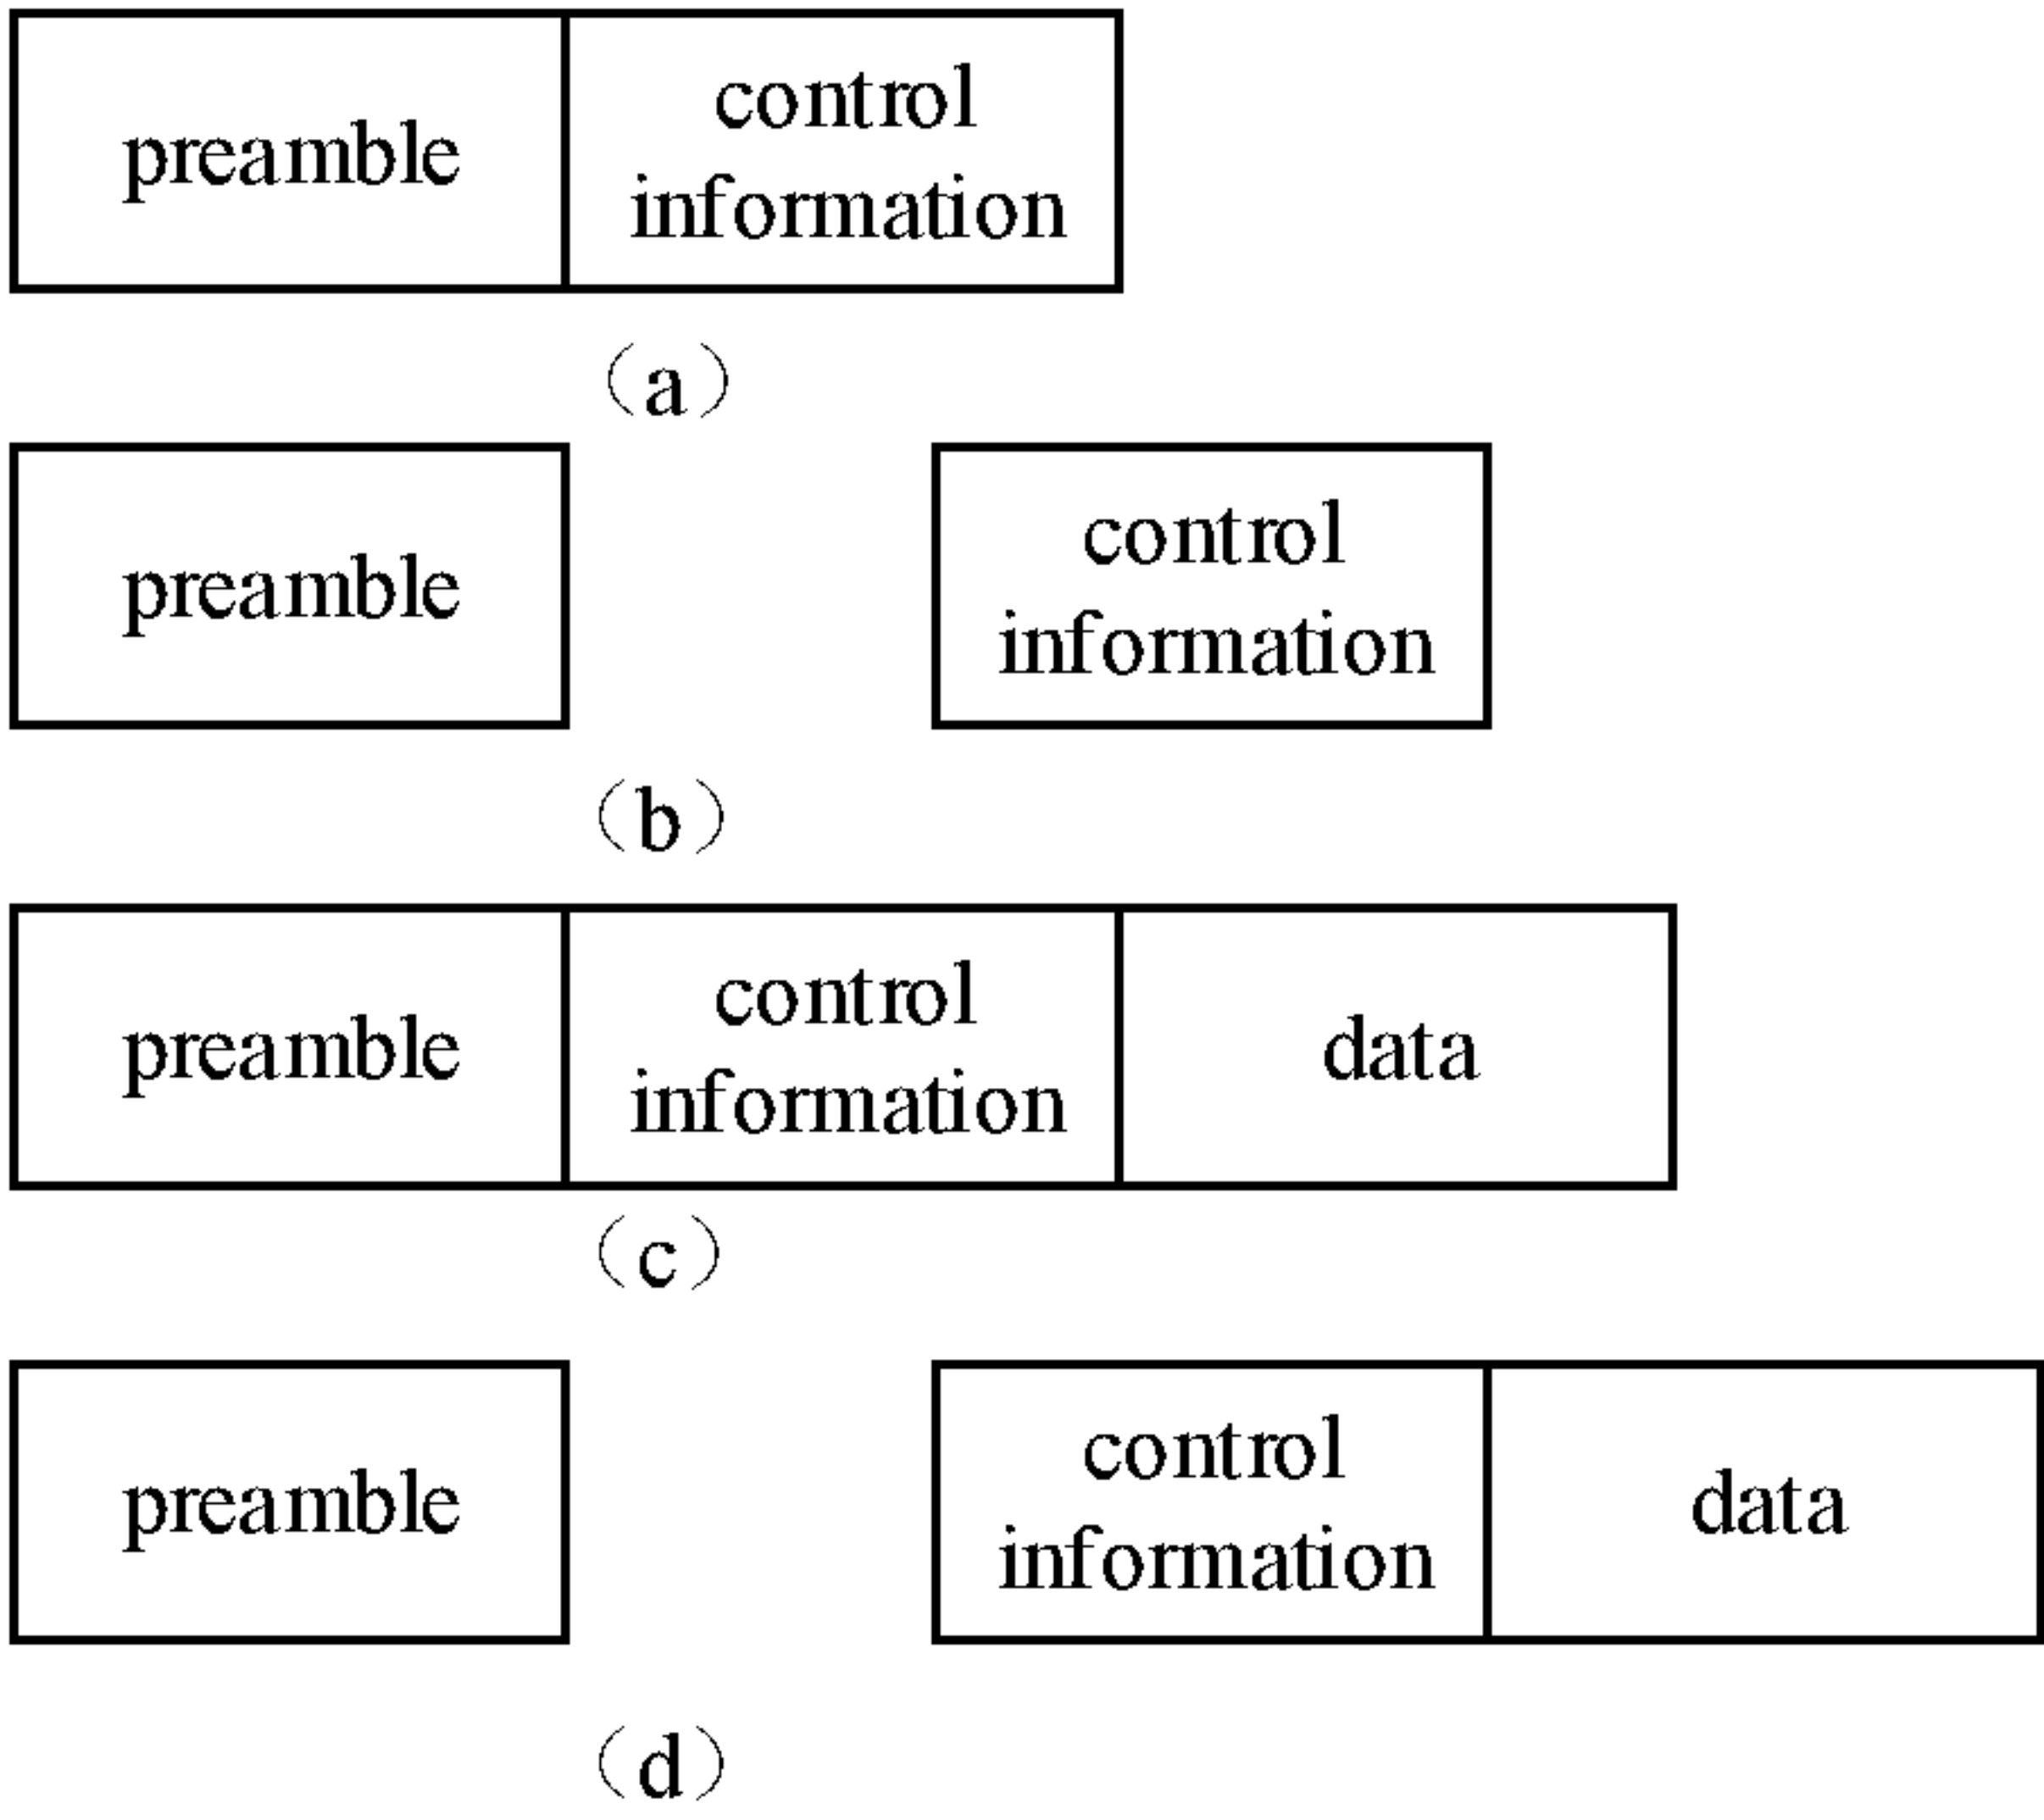 preamble
control
information
（a）
preamble
control
information
（b）
preamble
control
information
data
（c）
preamble
control
information
data
（d）